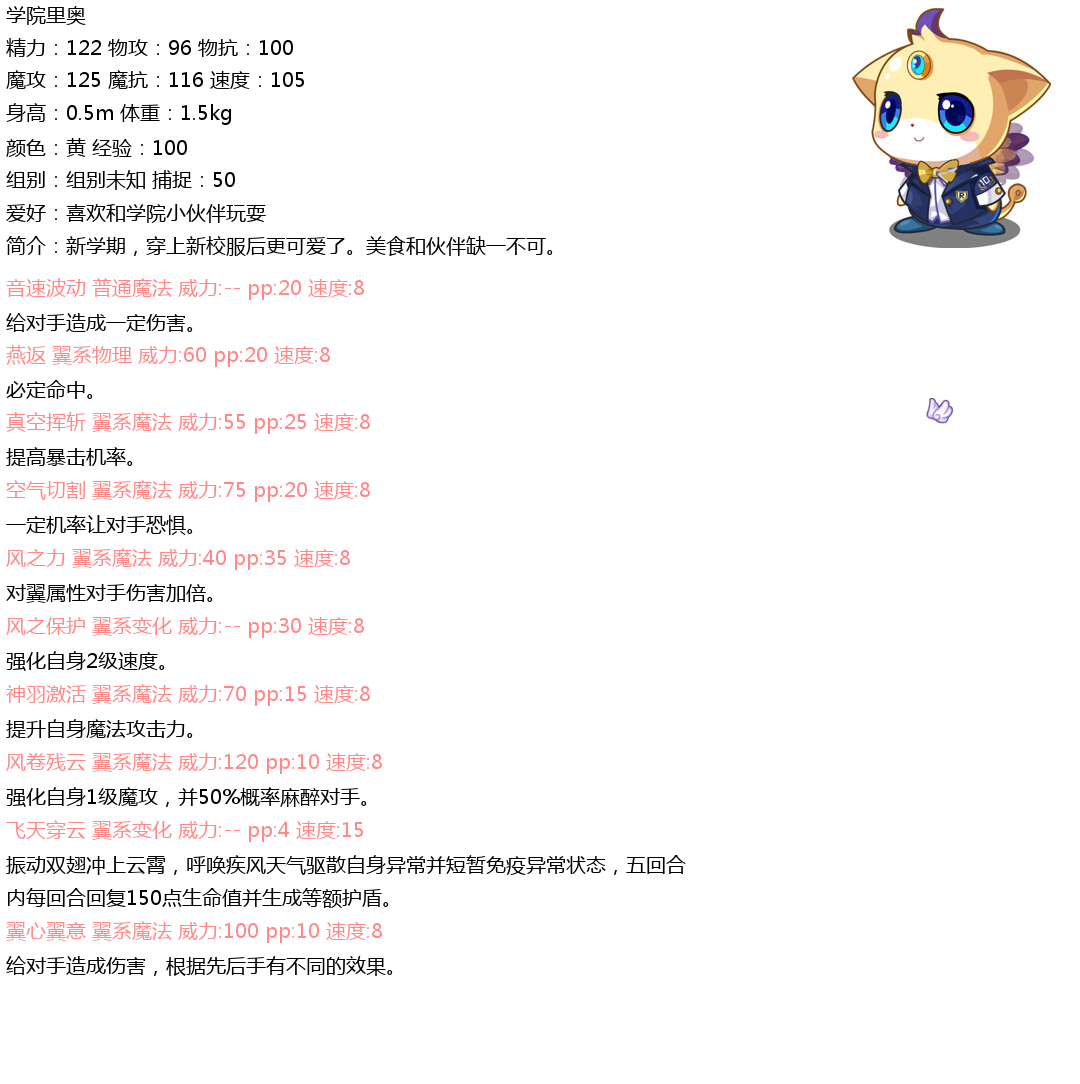 学院里奥
精力：122 物攻：96 物抗：100
魔攻：125 魔抗：116 速度：105
身高：0.5m 体重：1.5kg
颜色：黄 经验：100
组别：组别未知 捕捉：50
爱好：喜欢和学院小伙伴玩耍
简介：新学期，穿上新校服后更可爱了。美食和伙伴缺一不可。
音速波动 普通魔法 威力:-- pp:20 速度:8
给对手造成一定伤害。
燕返 翼系物理 威力:60 pp:20 速度:8
必定命中。
真空挥斩 翼系魔法 威力:55 pp:25 速度:8
提高暴击机率。
空气切割 翼系魔法 威力:75 pp:20 速度:8
一定机率让对手恐惧。
风之力 翼系魔法 威力:40 pp:35 速度:8
对翼属性对手伤害加倍。
风之保护 翼系变化 威力:-- pp:30 速度:8
强化自身2级速度。
神羽激活 翼系魔法 威力:70 pp:15 速度:8
提升自身魔法攻击力。
风卷残云 翼系魔法 威力:120 pp:10 速度:8
强化自身1级魔攻，并50%概率麻醉对手。
飞天穿云 翼系变化 威力:-- pp:4 速度:15
振动双翅冲上云霄，呼唤疾风天气驱散自身异常并短暂免疫异常状态，五回合
内每回合回复150点生命值并生成等额护盾。
翼心翼意 翼系魔法 威力:100 pp:10 速度:8
给对手造成伤害，根据先后手有不同的效果。
10
R